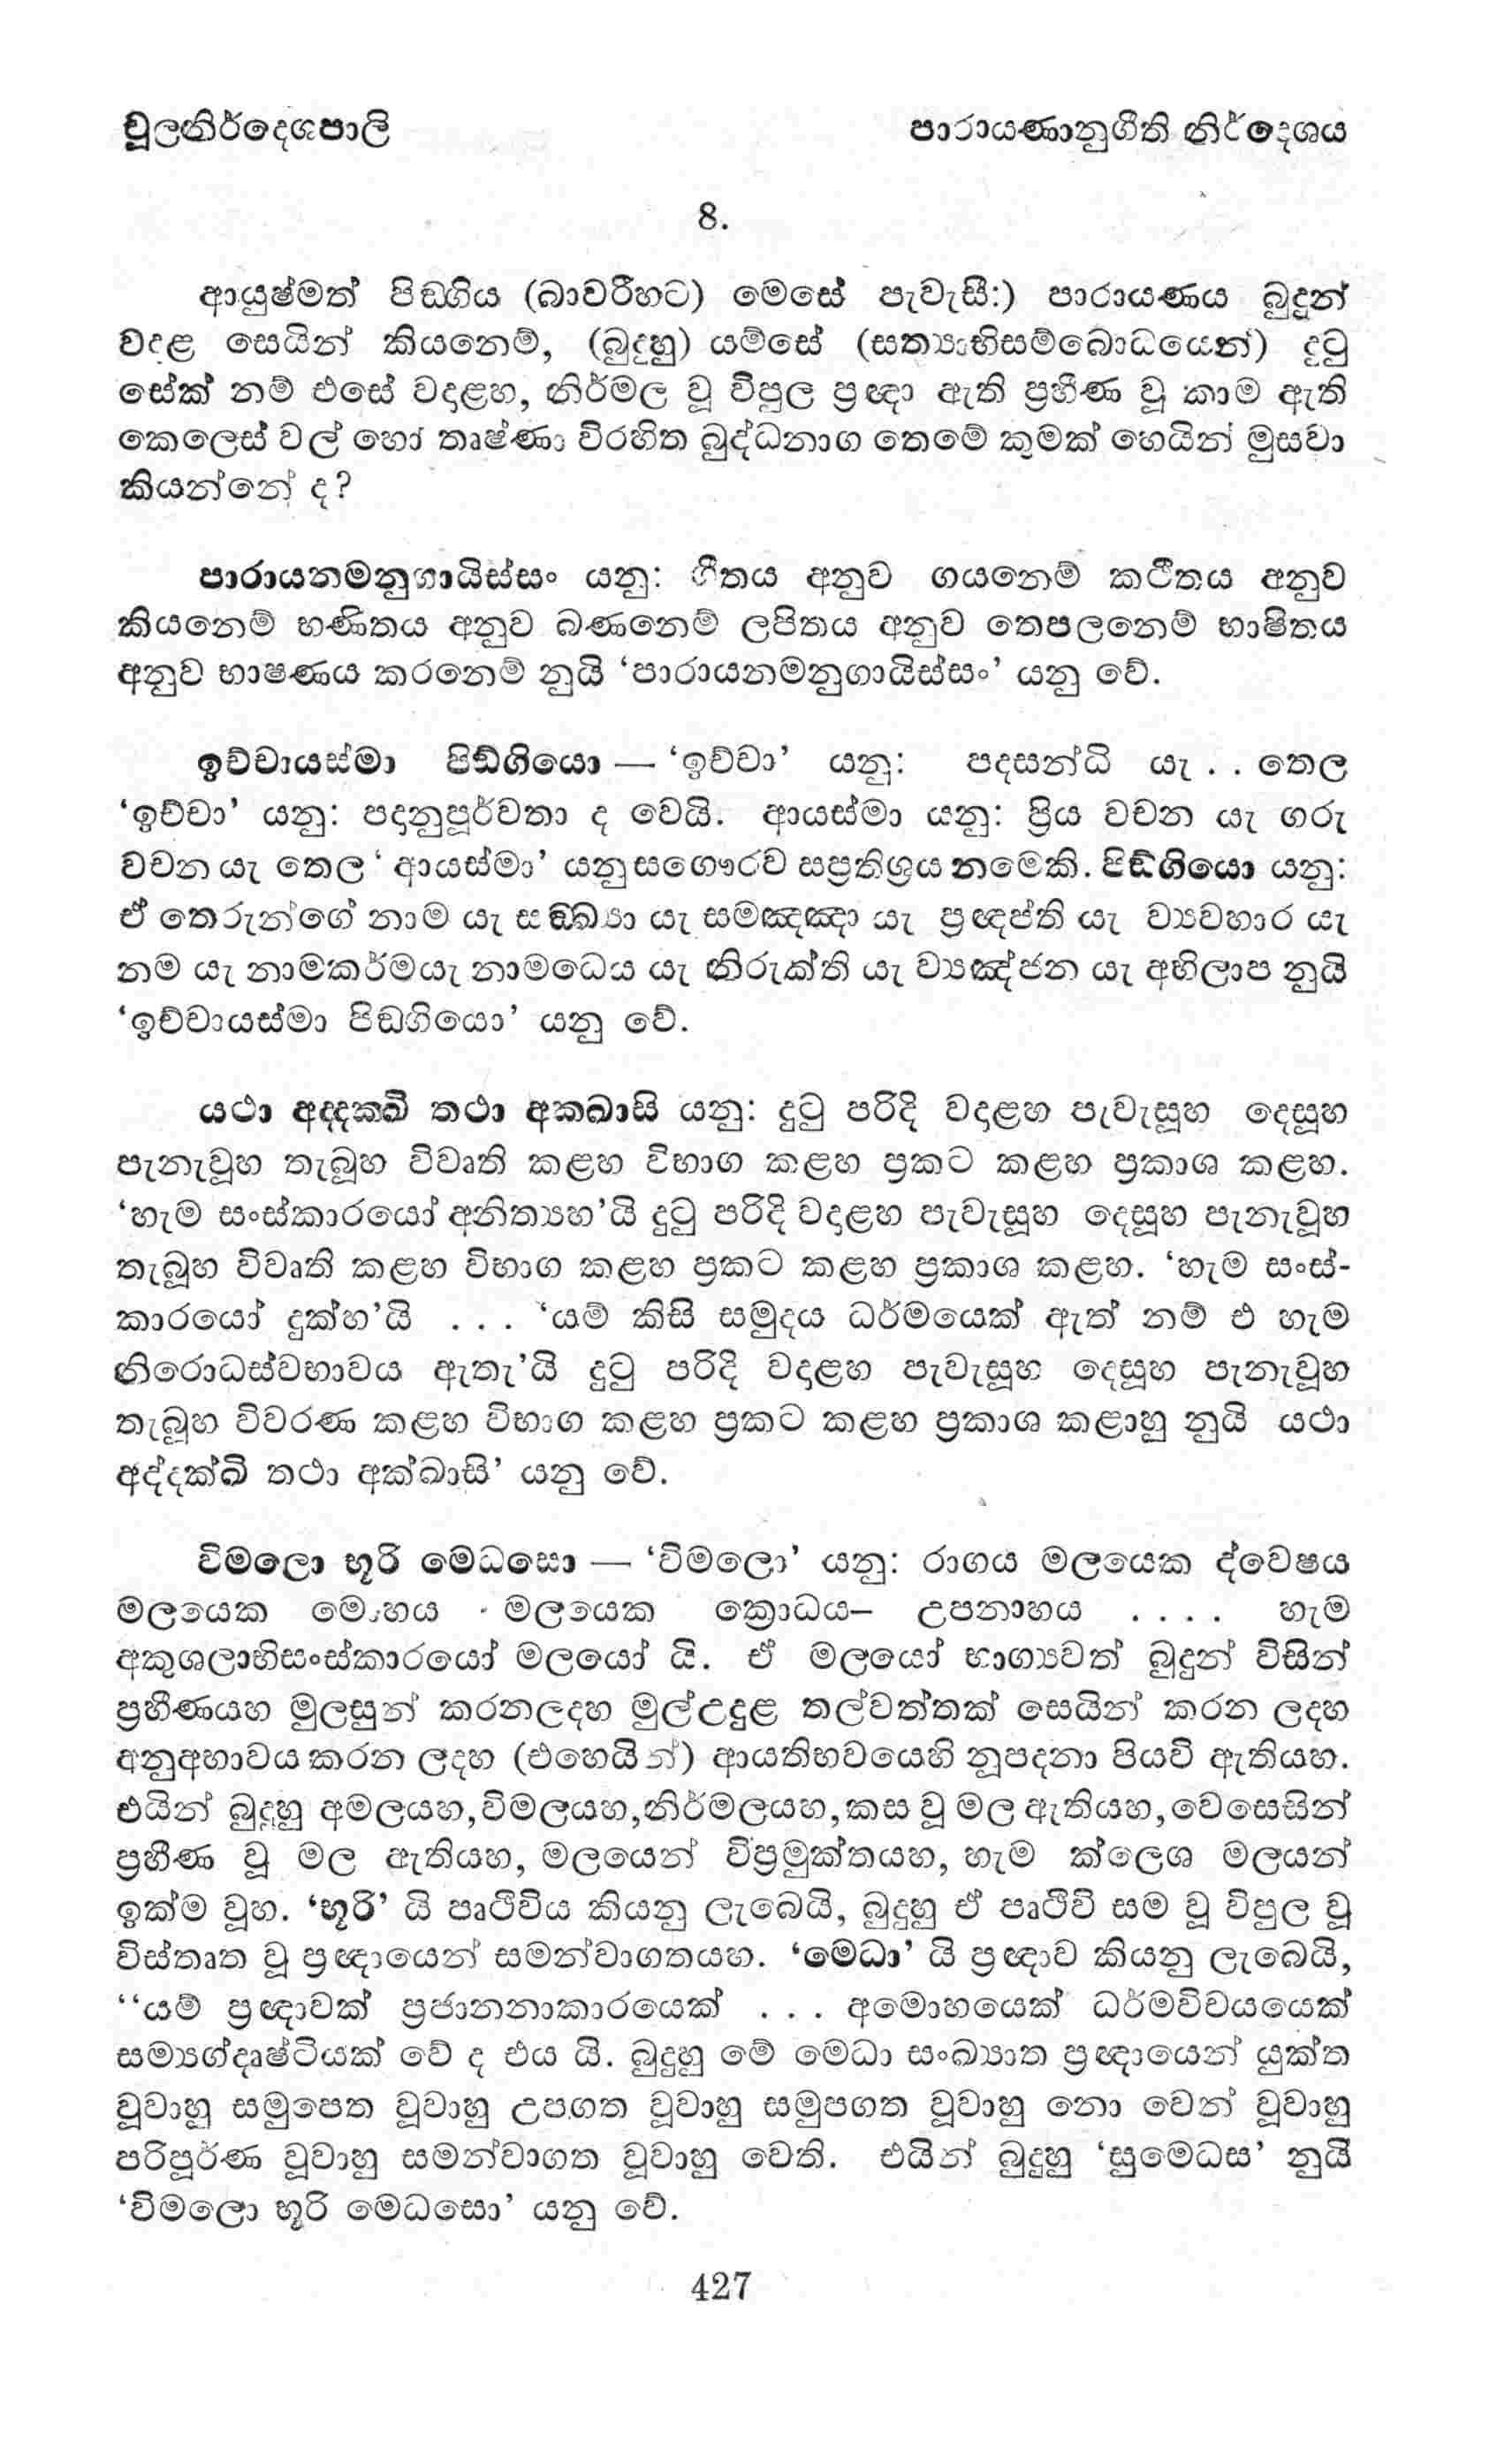 චූලනිර්දෙශපාලි පාරායණානුගීති නිර්දෙශය
8.
ආයුෂ්මත් පිඞ්ගිය (බාවරීහට) මෙසේ පැවැසී:) පාරායණය බුදුන්
වදළ සෙයින් කියනෙම්, (බුදුහු) යම්සේ (සත්‍යාභිසම්බොධයෙන්) දුටු
සේක් නම් එසේ වදාළහ, නිර්මල වූ විපුල ප්‍රඥා ඇති ප්‍රහීණ වූ කාම ඇති
කෙලෙස් වල් හෝ තෘෂ්ණා විරහිත බුද්ධනාග තෙමේ කුමක් හෙයින් මුසවා
කියන්නේ ද?
පාරායනමනුගායිස්සං යනු: ගීතය අනුව ගයනෙම් කථිතය අනුව
කියනෙම් භණිතය අනුව බණනෙම් ලපිතය අනුව තෙපලනෙම් භාෂිතය
අනුව භාෂණය කරනෙම් නුයි ‘පාරායනමනුගායිස්සං’ යනු වේ.
ඉච්චායස්මා පිඞ්ගියො — ‘ඉච්චා’ යනු: පදසන්ධි යැ . . තෙල
‘ඉච්චා’ යනු: පදානුපූර්වතා ද වෙයි. ආයස්මා යනු: ප්‍රිය වචන යැ ගරු
වචන යැ තෙල ‘ආයස්මා’ යනු සගෞරව සප්‍රතිශ්‍රය නමෙකි. පිඞ්ගියො යනු:
ඒ තෙරුන්ගේ නාම යැ සඞ්ඛ්‍යා යැ සමඤ්ඤා යැ ප්‍රඥප්ති යැ ව්‍යවහාර යැ
නම යැ නාමකර්මයැ නාමධෙය යැ නිරුක්ති යැ ව්‍යඤ්ජන යැ අභිලාප නුයි
‘ඉච්චායස්මා පිඞ්ගියො’ යනු වේ.
යථා අද්දක්ඛි තථා අක්ඛාසි යනු: දුටු පරිදි වදාළහ පැවැසූහ දෙසූහ
පැනැවූහ තැබූහ විවෘති කළහ විභාග කළහ ප්‍රකට කළහ ප්‍රකාශ කළහ.
‘හැම සංස්කාරයෝ අනිත්‍යහ’යි දුටු පරිදි වදාළහ පැවැසූහ දෙසූහ පැනැවූහ
තැබූහ විවෘති කළහ විභාග කළහ ප්‍රකට කළහ ප්‍රකාශ කළහ. ‘හැම සංස්-
කාරයෝ දුක්හ’යි . . . ‘යම් කිසි සමුදය ධර්මයෙක් ඇත් නම් එ හැම
නිරොධස්වභාවය ඇතැ’යි දුටු පරිදි වදාළහ පැවැසූහ දෙසූහ පැනැවූහ
තැබූහ විවරණ කළහ විභාග කළහ ප්‍රකට කළහ ප්‍රකාශ කළාහු නුයි යථා
අද්දක්ඛි තථා අක්ඛාසි’ යනු වේ.
විමලො භූරි මෙධසො — ‘විමලො’ යනු: රාගය මලයෙක ද්වෙෂය
මලයෙක මොහය මලයෙක ක්‍රොධය– උපනාහය . . . . හැම
අකුශලාභිසංස්කාරයෝ මලයෝ යි. ඒ මලයෝ භාග්‍යවත් බුදුන් විසින්
ප්‍රහීණයහ මුලසුන් කරනලදහ මුල්උදුළ තල්වත්තක් සෙයින් කරන ලදහ
අනුඅභාවය කරන ලදහ (එහෙයින්) ආයතිභවයෙහි නූපදනා පියවි ඇතියහ.
එයින් බුදුහු අමලයහ,විමලයහ,නිර්මලයහ,කස වූ මල ඇතියහ,වෙසෙසින්
ප්‍රහීණ වූ මල ඇතියහ, මලයෙන් විප්‍රමුක්තයහ, හැම ක්ලෙශ මලයන්
ඉක්ම වූහ. ‘භූරි’ යි පෘථිවිය කියනු ලැබෙයි, බුදුහු ඒ පෘථිවි සම වූ විපුල වූ
විස්තෘත වූ ප්‍රඥායෙන් සමන්වාගතයහ. ‘මෙධා’ යි ප්‍රඥාව කියනු ලැබෙයි,
‘‘යම් ප්‍රඥාවක් ප්‍රජානනාකාරයෙක් . . . අමොහයෙක් ධර්මවිචයයෙක්
සම්‍යග්දෘෂ්ටියක් වේ ද එය යි. බුදුහු මේ මෙධා සංඛ්‍යාත ප්‍රඥායෙන් යුක්ත
වූවාහු සමුපෙත වූවාහු උපගත වූවාහු සමුපගත වූවාහු නො වෙන් වූවාහු
පරිපූර්ණ වූවාහු සමන්වාගත වූවාහු වෙති. එයින් බුදුහු ‘සුමෙධස’ නුයි
‘විමලො භූරි මෙධසො’ යනු වේ.
427